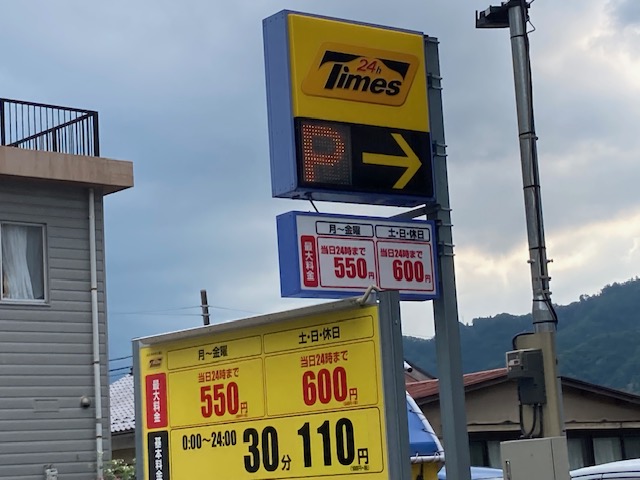 24h
Times
P →
月〜金曜 土・日・休日
最大料金 当日24時まで 当日24時まで
550円 600円
月〜金曜 土・日・休日
最大料金 当日24時まで 当日24時まで
550円 600円
基本料金 0:00〜24:00 30分 110円